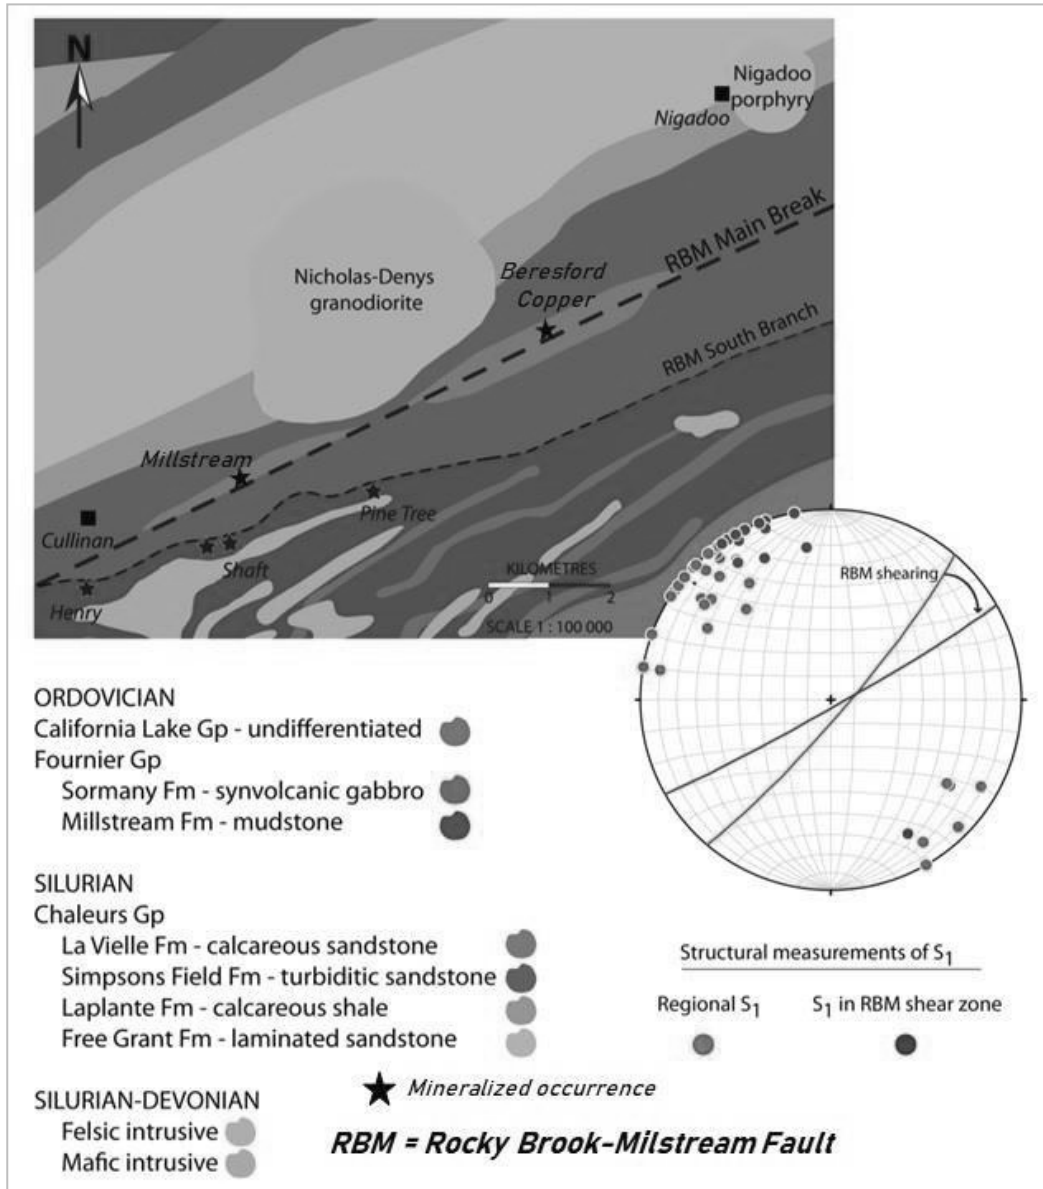 N
Nigadoo
porphyry
Nigadoo
RBM Main Break
Nicholas-Denys
granodiorite
Beresford
Copper
RBM South Branch
Millstream
Pine Tree
Cullinan
Shaft
Henry
KILOMETRES
0 1 2
SCALE 1 : 100 000
RBM shearing
ORDOVICIAN
California Lake Gp - undifferentiated
Fournier Gp
Sormany Fm - synvolcanic gabbro
Millstream Fm - mudstone
SILURIAN
Chaleurs Gp
La Vielle Fm - calcareous sandstone
Simpsons Field Fm - turbiditic sandstone
Laplante Fm - calcareous shale
Free Grant Fm - laminated sandstone
Structural measurements of S1
Regional S1 S1 in RBM shear zone
Mineralized occurrence
SILURIAN-DEVONIAN
Felsic intrusive
Mafic intrusive
RBM = Rocky Brook-Milstream Fault